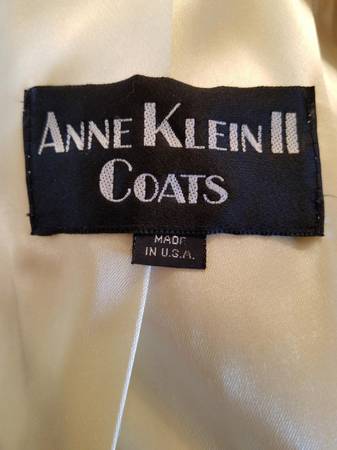 ANNE KLEIN II
COATS
MADE
IN U.S.A.